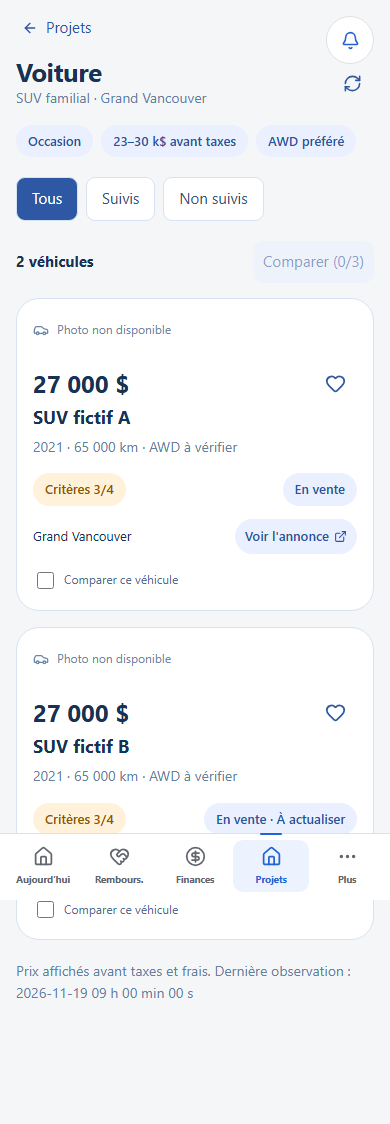 Projets
Voiture
SUV familial · Grand Vancouver
Occasion
23–30 k$ avant taxes
AWD préféré
Tous
Suivis
Non suivis
2 véhicules
Comparer (0/3)
Photo non disponible
27 000 $
SUV fictif A
2021 · 65 000 km · AWD à vérifier
Critères 3/4
En vente
Grand Vancouver
Voir l'annonce
Comparer ce véhicule
Photo non disponible
27 000 $
SUV fictif B
2021 · 65 000 km · AWD à vérifier
Critères 3/4
En vente · À actualiser
Aujourd'hui
Rembours.
Finances
Projets
Plus
Comparer ce véhicule
Prix affichés avant taxes et frais. Dernière observation :
2026-11-19 09 h 00 min 00 s